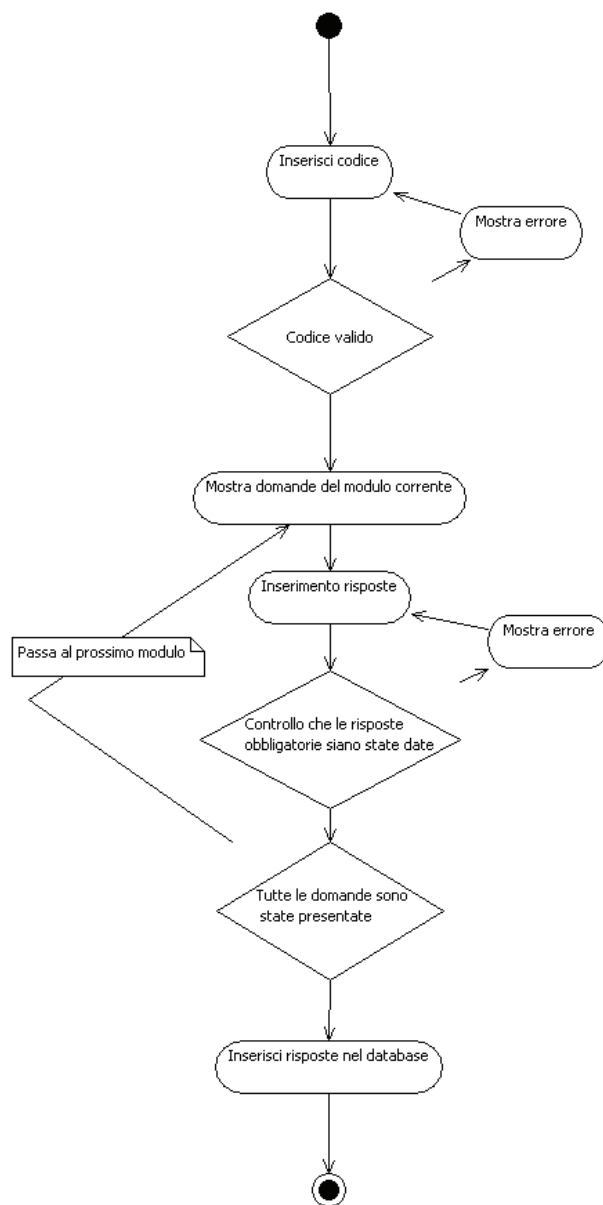 Inserisci codice
Mostra errore
Codice valido
Mostra domande del modulo corrente
Inserimento risposte
Mostra errore
Passa al prossimo modulo
Controllo che le risposte
obbligatorie siano state date
Tutte le domande sono
state presentate
Inserisci risposte nel database